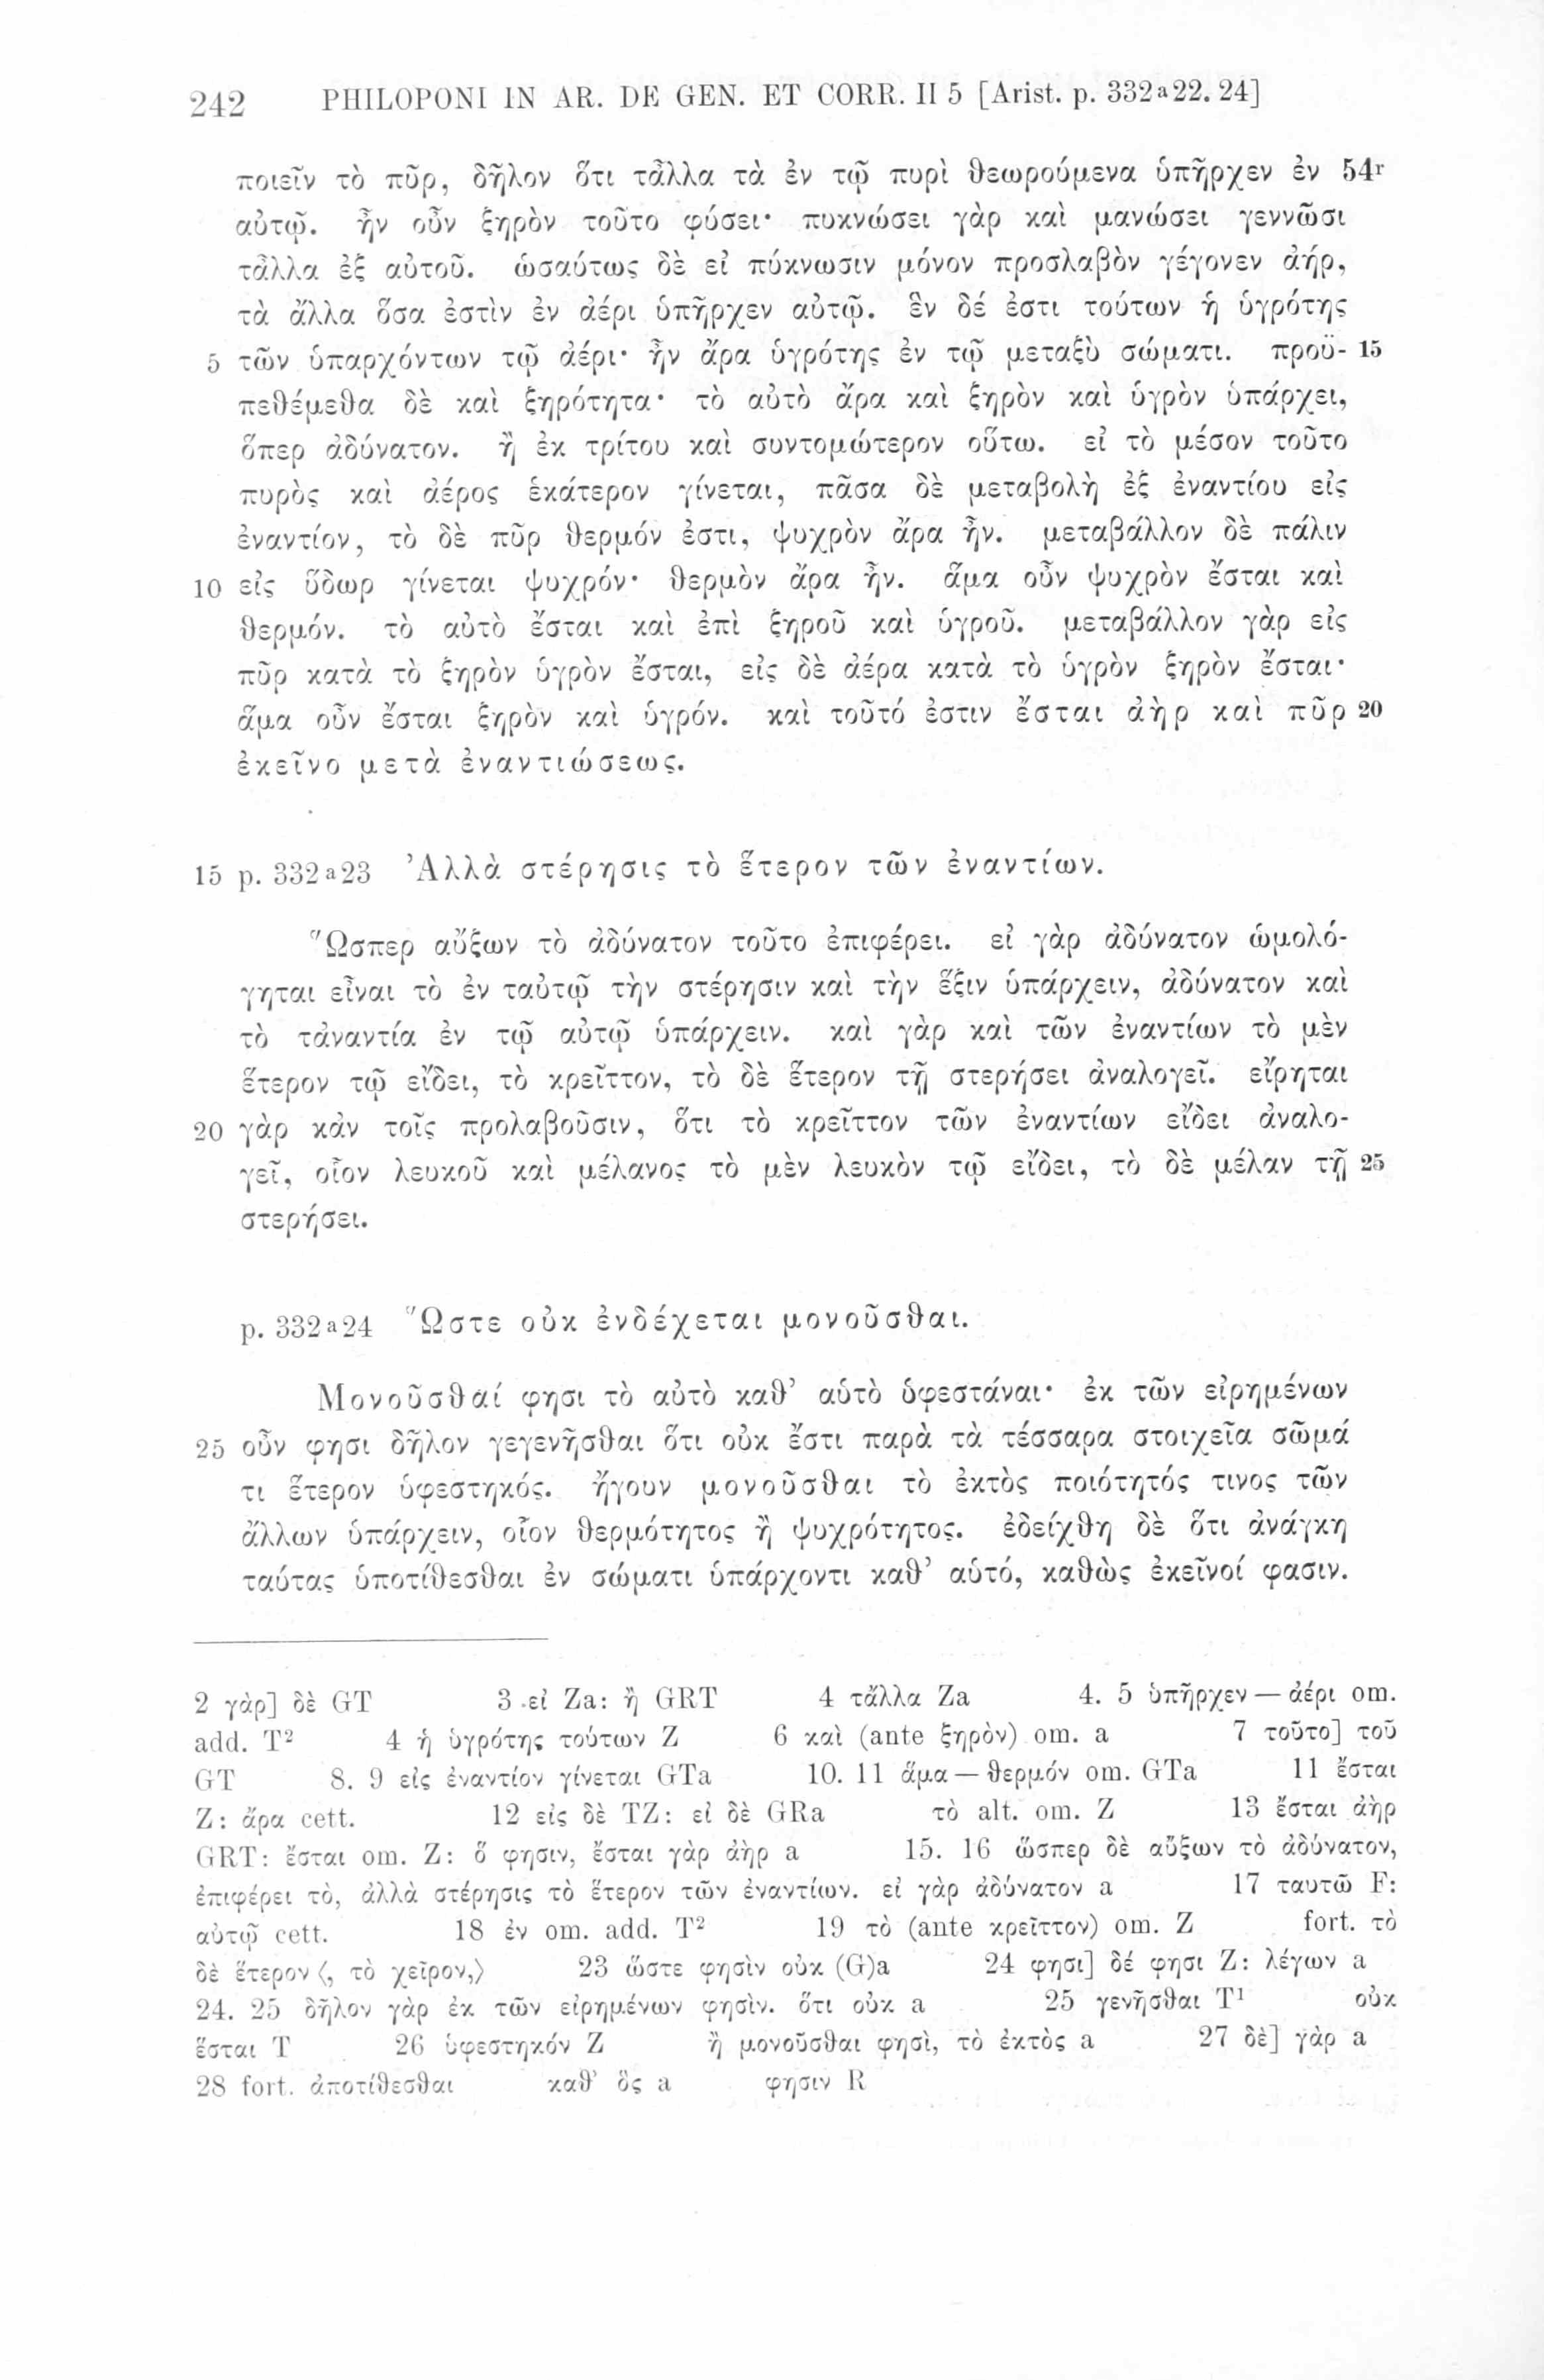 242 PHILOPONI IN AR. DE GEN. ET CORR. II 5 [Arist. p. 332a22. 24]
ποιεῖν τὸ πῦρ, δῆλον ὅτι τἆλλα τὰ ἐν τῷ πυρὶ θεωρούμενα ὑπῆρχεν ἐν 54r
αὐτῷ. ἦν οὖν ξηρὸν τοῦτο φύσει· πυκνώσει γὰρ καὶ μανώσει γεννῶσι
τἆλλα ἐξ αὐτοῦ. ὡσαύτως δὲ εἰ πύκνωσιν μόνον προσλαβὸν γέγονεν ἀήρ,
τὰ ἄλλα ὅσα ἐστὶν ἐν ἀέρι ὑπῆρχεν αὐτῷ. ἓν δέ ἐστι τούτων ἡ ὑγρότης
5 τῶν ὑπαρχόντων τῷ ἀέρι· ἦν ἄρα ὑγρότης ἐν τῷ μεταξὺ σώματι. προϋ- 15
πεθέμεθα δὲ καὶ ξηρότητα· τὸ αὐτὸ ἄρα καὶ ξηρὸν καὶ ὑγρὸν ὑπάρχει,
ὅπερ ἀδύνατον. ἢ ἐκ τρίτου καὶ συντομώτερον οὕτω. εἰ τὸ μέσον τοῦτο
πυρὸς καὶ ἀέρος ἑκάτερον γίνεται, πᾶσα δὲ μεταβολὴ ἐξ ἐναντίου εἰς
ἐναντίον, τὸ δὲ πῦρ θερμόν ἐστι, ψυχρὸν ἄρα ἦν. μεταβάλλον δὲ πάλιν
10 εἰς ὕδωρ γίνεται ψυχρόν· θερμὸν ἄρα ἦν. ἅμα οὖν ψυχρὸν ἔσται καὶ
θερμόν. τὸ αὐτὸ ἔσται καὶ ἐπὶ ξηροῦ καὶ ὑγροῦ. μεταβάλλον γὰρ εἰς
πῦρ κατὰ τὸ ξηρὸν ὑγρὸν ἔσται, εἰς δὲ ἀέρα κατὰ τὸ ὑγρὸν ξηρὸν ἔσται·
ἅμα οὖν ἔσται ξηρὸν καὶ ὑγρόν. καὶ τοῦτό ἐστιν ἔσται ἀὴρ καὶ πῦρ 20
ἐκεῖνο μετὰ ἐναντιώσεως.
15 p. 332a23 Ἀλλὰ στέρησις τὸ ἕτερον τῶν ἐναντίων.
Ὥσπερ αὔξων τὸ ἀδύνατον τοῦτο ἐπιφέρει. εἰ γὰρ ἀδύνατον ὡμολό-
γηται εἶναι τὸ ἐν ταὐτῷ τὴν στέρησιν καὶ τὴν ἕξιν ὑπάρχειν, ἀδύνατον καὶ
τὸ τἀναντία ἐν τῷ αὐτῷ ὑπάρχειν. καὶ γὰρ καὶ τῶν ἐναντίων τὸ μὲν
ἕτερον τῷ εἴδει, τὸ κρεῖττον, τὸ δὲ ἕτερον τῇ στερήσει ἀναλογεῖ. εἴρηται
20 γὰρ κἀν τοῖς προλαβοῦσιν, ὅτι τὸ κρεῖττον τῶν ἐναντίων εἴδει ἀναλο-
γεῖ, οἷον λευκοῦ καὶ μέλανος τὸ μὲν λευκὸν τῷ εἴδει, τὸ δὲ μέλαν τῇ 25
στερήσει.
p. 332a24 Ὥστε οὐκ ἐνδέχεται μονοῦσθαι.
Μονοῦσθαί φησι τὸ αὐτὸ καθ’ αὑτὸ ὑφεστάναι· ἐκ τῶν εἰρημένων
25 οὖν φησι δῆλον γεγενῆσθαι ὅτι οὐκ ἔστι παρὰ τὰ τέσσαρα στοιχεῖα σῶμά
τι ἕτερον ὑφεστηκός. ἤγουν μονοῦσθαι τὸ ἐκτὸς ποιότητός τινος τῶν
ἄλλων ὑπάρχειν, οἷον θερμότητος ἢ ψυχρότητος. ἐδείχθη δὲ ὅτι ἀνάγκη
ταύτας ὑποτίθεσθαι ἐν σώματι ὑπάρχοντι καθ’ αὑτό, καθὼς ἐκεῖνοί φασιν.
2 γὰρ] δὲ GT 3 εἰ Za: ἢ GRT 4 τἄλλα Za 4. 5 ὑπῆρχεν — ἀέρι om.
add. T² 4 ἡ ὑγρότης τούτων Z 6 καὶ (ante ξηρὸν) om. a 7 τοῦτο] τοῦ
GT 8. 9 εἰς ἐναντίον γίνεται GTa 10. 11 ἅμα — θερμόν om. GTa 11 ἔσται
Z: ἄρα cett. 12 εἰς δὲ TZ: εἰ δὲ GRa τὸ alt. om. Z 13 ἔσται ἀὴρ
GRT: ἔσται om. Z: ὅ φησιν, ἔσται γὰρ ἀὴρ a 15. 16 ὥσπερ δὲ αὔξων τὸ ἀδύνατον,
ἐπιφέρει τὸ, ἀλλὰ στέρησις τὸ ἕτερον τῶν ἐναντίων. εἰ γὰρ ἀδύνατον a 17 ταυτῶ F:
αὐτῷ cett. 18 ἐν om. add. T² 19 τὸ (ante κρεῖττον) om. Z fort. τὸ
δὲ ἕτερον ⟨, τὸ χεῖρον,⟩ 23 ὥστε φησὶν οὐκ (G)a 24 φησι] δέ φησι Z: λέγων a
24. 25 δῆλον γὰρ ἐκ τῶν εἰρημένων φησὶν. ὅτι οὐκ a 25 γενῆσθαι T¹ οὐκ
ἔσται T 26 ὑφεστηκόν Z ἢ μονοῦσθαι φησὶ, τὸ ἐκτὸς a 27 δὲ] γὰρ a
28 fort. ἀποτίθεσθαι καθ’ ὃς a φησιν R